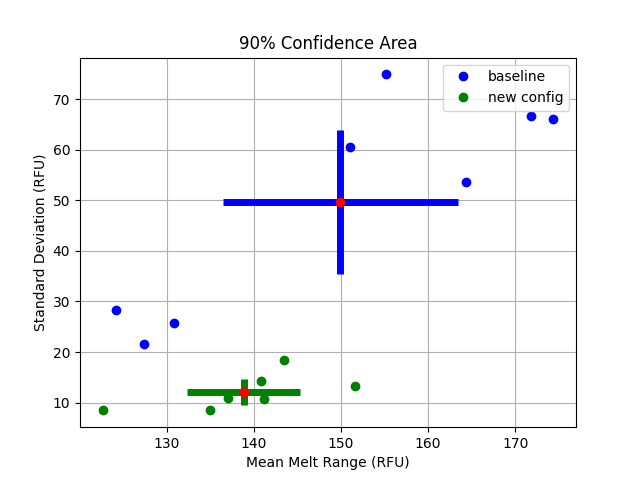 90% Confidence Area
baseline
new config
70
60
50
40
30
20
10
Standard Deviation (RFU)
130 140 150 160 170
Mean Melt Range (RFU)